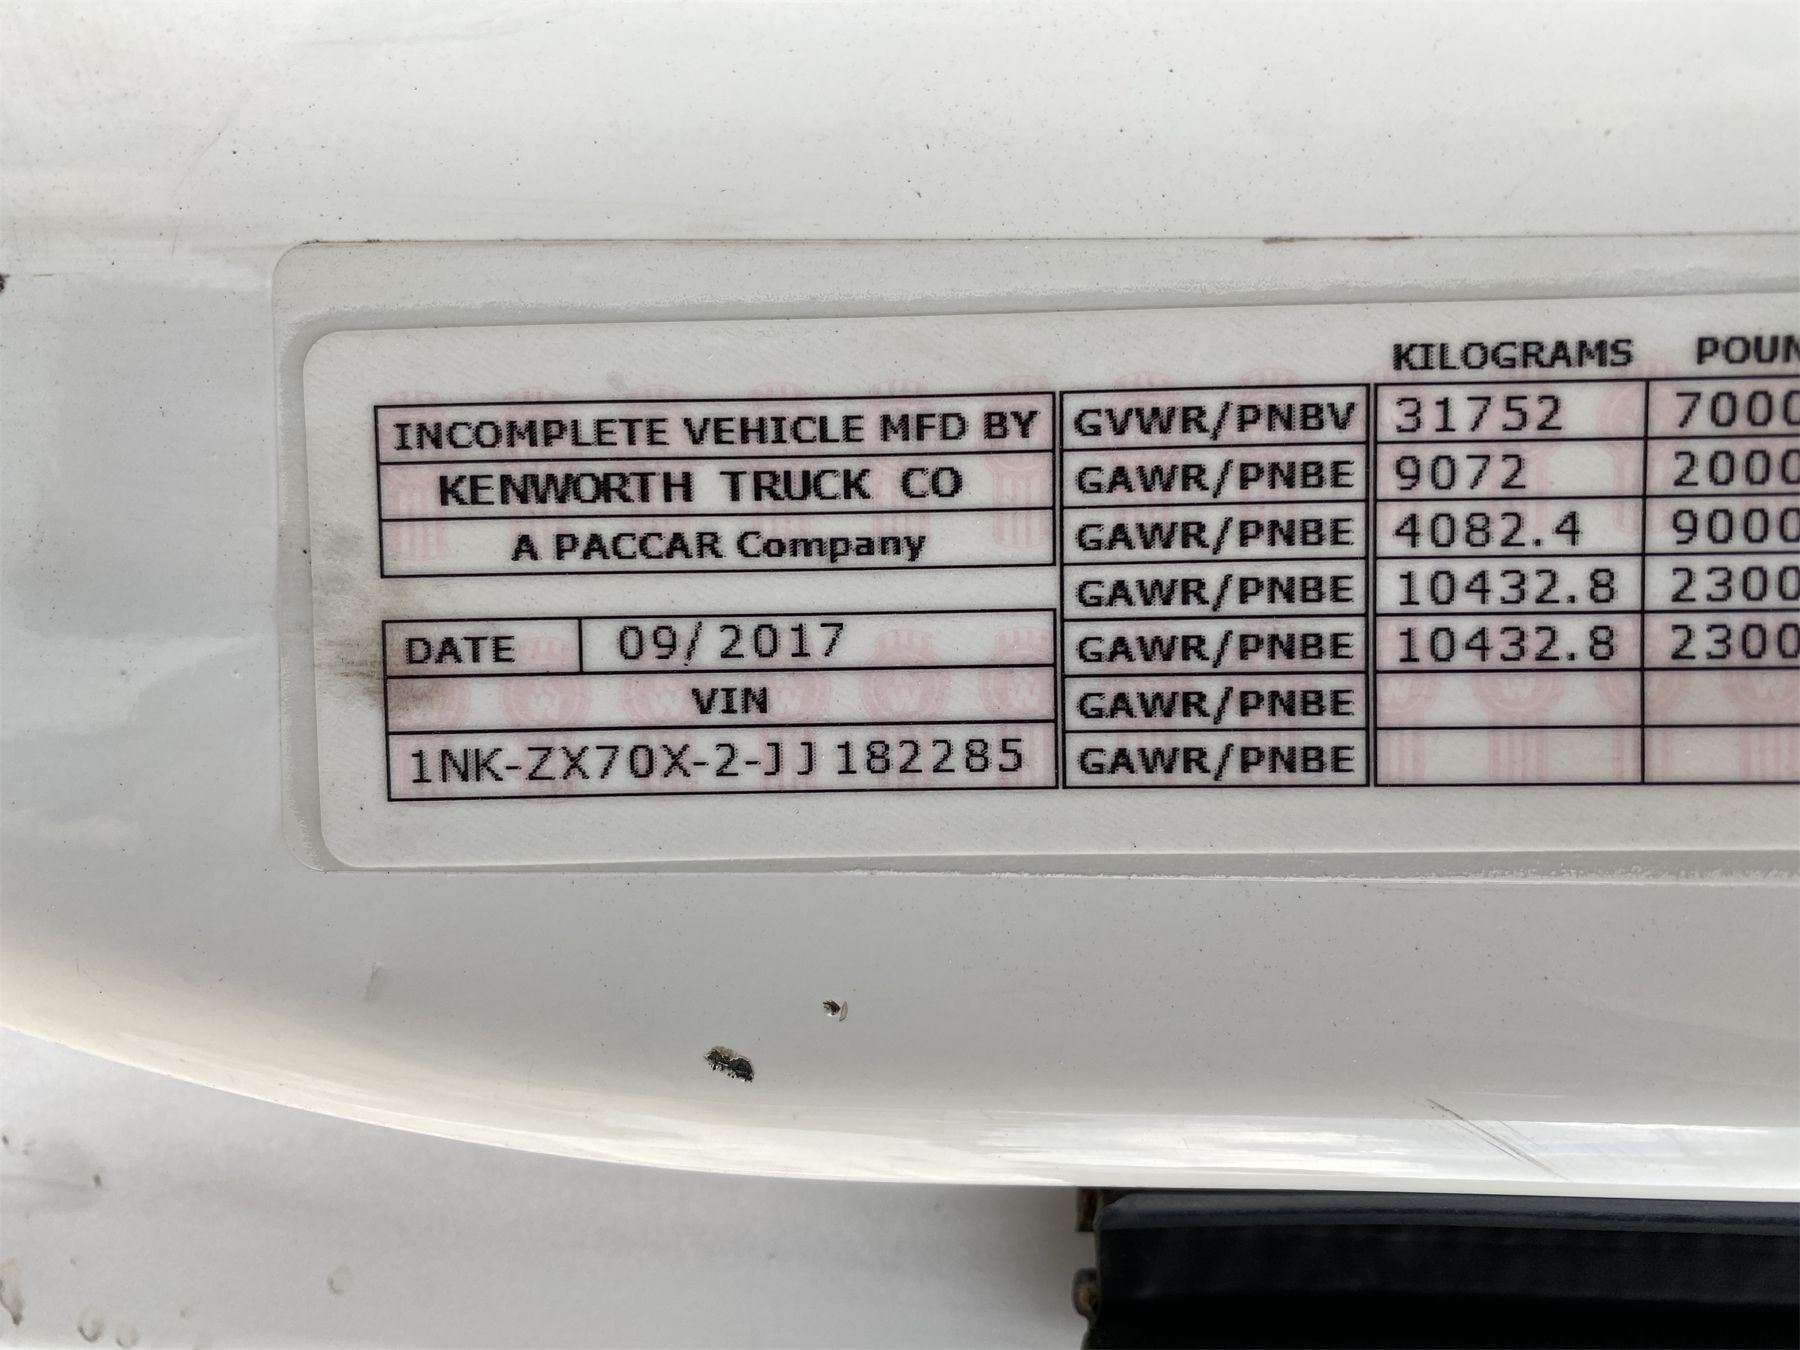 KILOGRAMS POUN
INCOMPLETE VEHICLE MFD BY GVWR/PNBV 31752 7000
KENWORTH TRUCK CO GAWR/PNBE 9072 2000
A PACCAR Company GAWR/PNBE 4082.4 9000
GAWR/PNBE 10432.8 2300
DATE 09/2017 GAWR/PNBE 10432.8 2300
VIN GAWR/PNBE
1NK-ZX70X-2-JJ182285 GAWR/PNBE